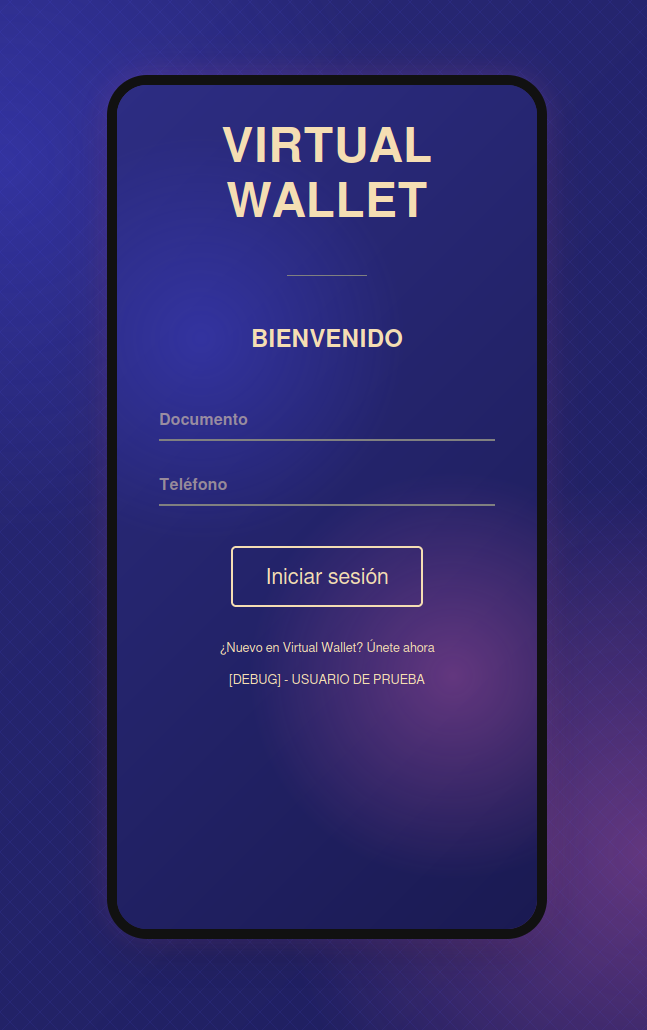 VIRTUAL
WALLET
BIENVENIDO
Documento
Teléfono
Iniciar sesión
¿Nuevo en Virtual Wallet? Únete ahora
[DEBUG] - USUARIO DE PRUEBA